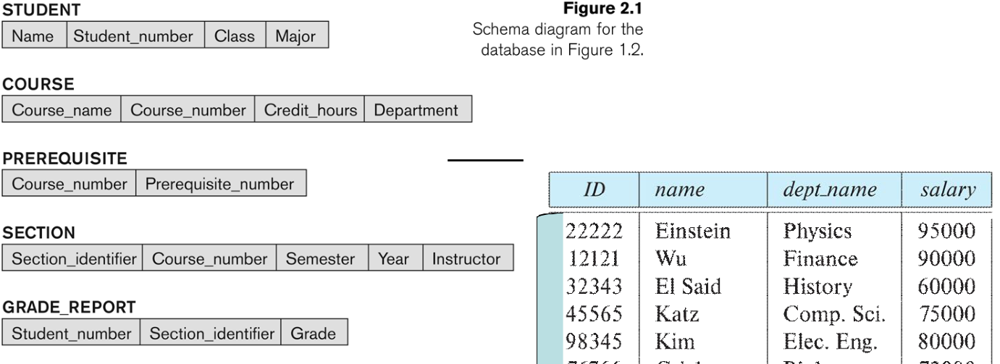 STUDENT
Name Student_number Class Major
Figure 2.1
Schema diagram for the
database in Figure 1.2.
COURSE
Course_name Course_number Credit_hours Department
PREREQUISITE
Course_number Prerequisite_number
SECTION
Section_identifier Course_number Semester Year Instructor
GRADE_REPORT
Student_number Section_identifier Grade
ID name dept_name salary
22222 Einstein Physics 95000
12121 Wu Finance 90000
32343 El Said History 60000
45565 Katz Comp. Sci. 75000
98345 Kim Elec. Eng. 80000